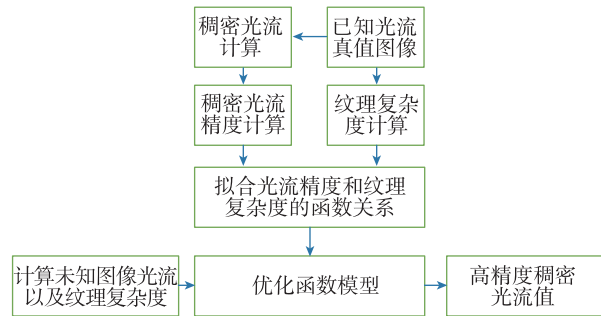 稠密光流
计算
已知光流
真值图像
稠密光流
精度计算
纹理复杂
度计算
拟合光流精度和纹理
复杂度的函数关系
计算未知图像光流
以及纹理复杂度
优化函数模型
高精度稠密
光流值